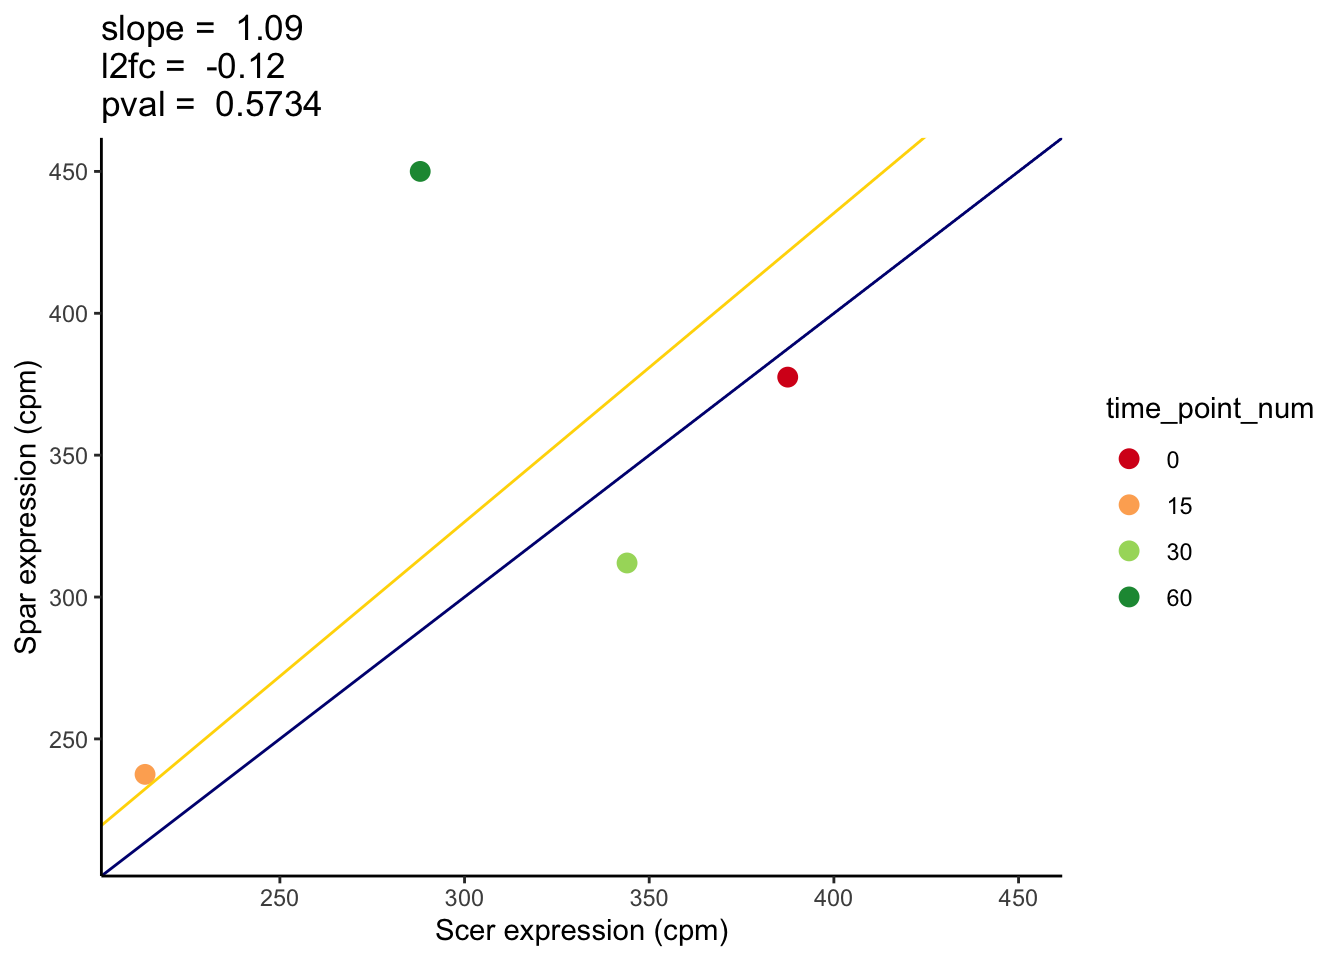 slope =  1.09
l2fc =  -0.12
pval =  0.5734
450
400
350
300
250
Spar expression (cpm)
250
300
350
400
450
Scer expression (cpm)
time_point_num
0
15
30
60